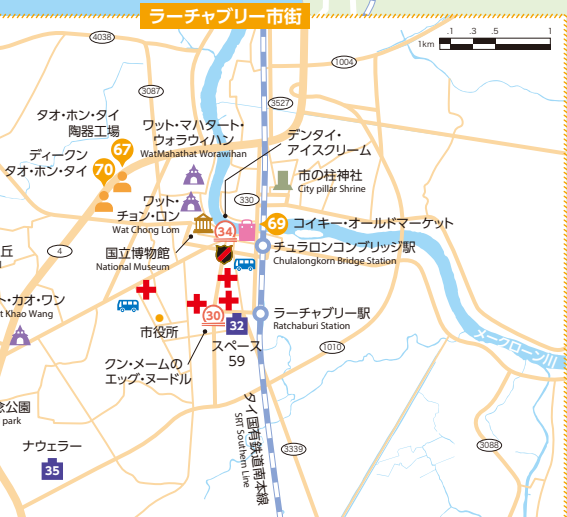 ラーチャブリー市街
.1 .3 .5 1
1km
4038
1004
3087
3527
タオ・ホン・タイ
陶器工場
67
ワット・マハタート・
ウォラウィハン
WatMahathat Worawihan
デンタイ・
アイスクリーム
ディークン
タオ・ホン・タイ
70
市の柱神社
City pillar Shrine
330
ワット・
チョン・ロン
Wat Chong Lom
34
69
コイキー・オールドマーケット
丘
4
国立博物館
National Museum
チュラロンコンブリッジ駅
Chulalongkorn Bridge Station
ト・カオ・ワン
t Khao Wang
市役所
30
32
ラーチャブリー駅
Ratchaburi Station
スペース
59
1010
メークローン川
クン・メームの
エッグ・ヌードル
念公園
park
タイ国有鉄道南本線
SRT Southern Line
ナウェラー
35
3339
3088